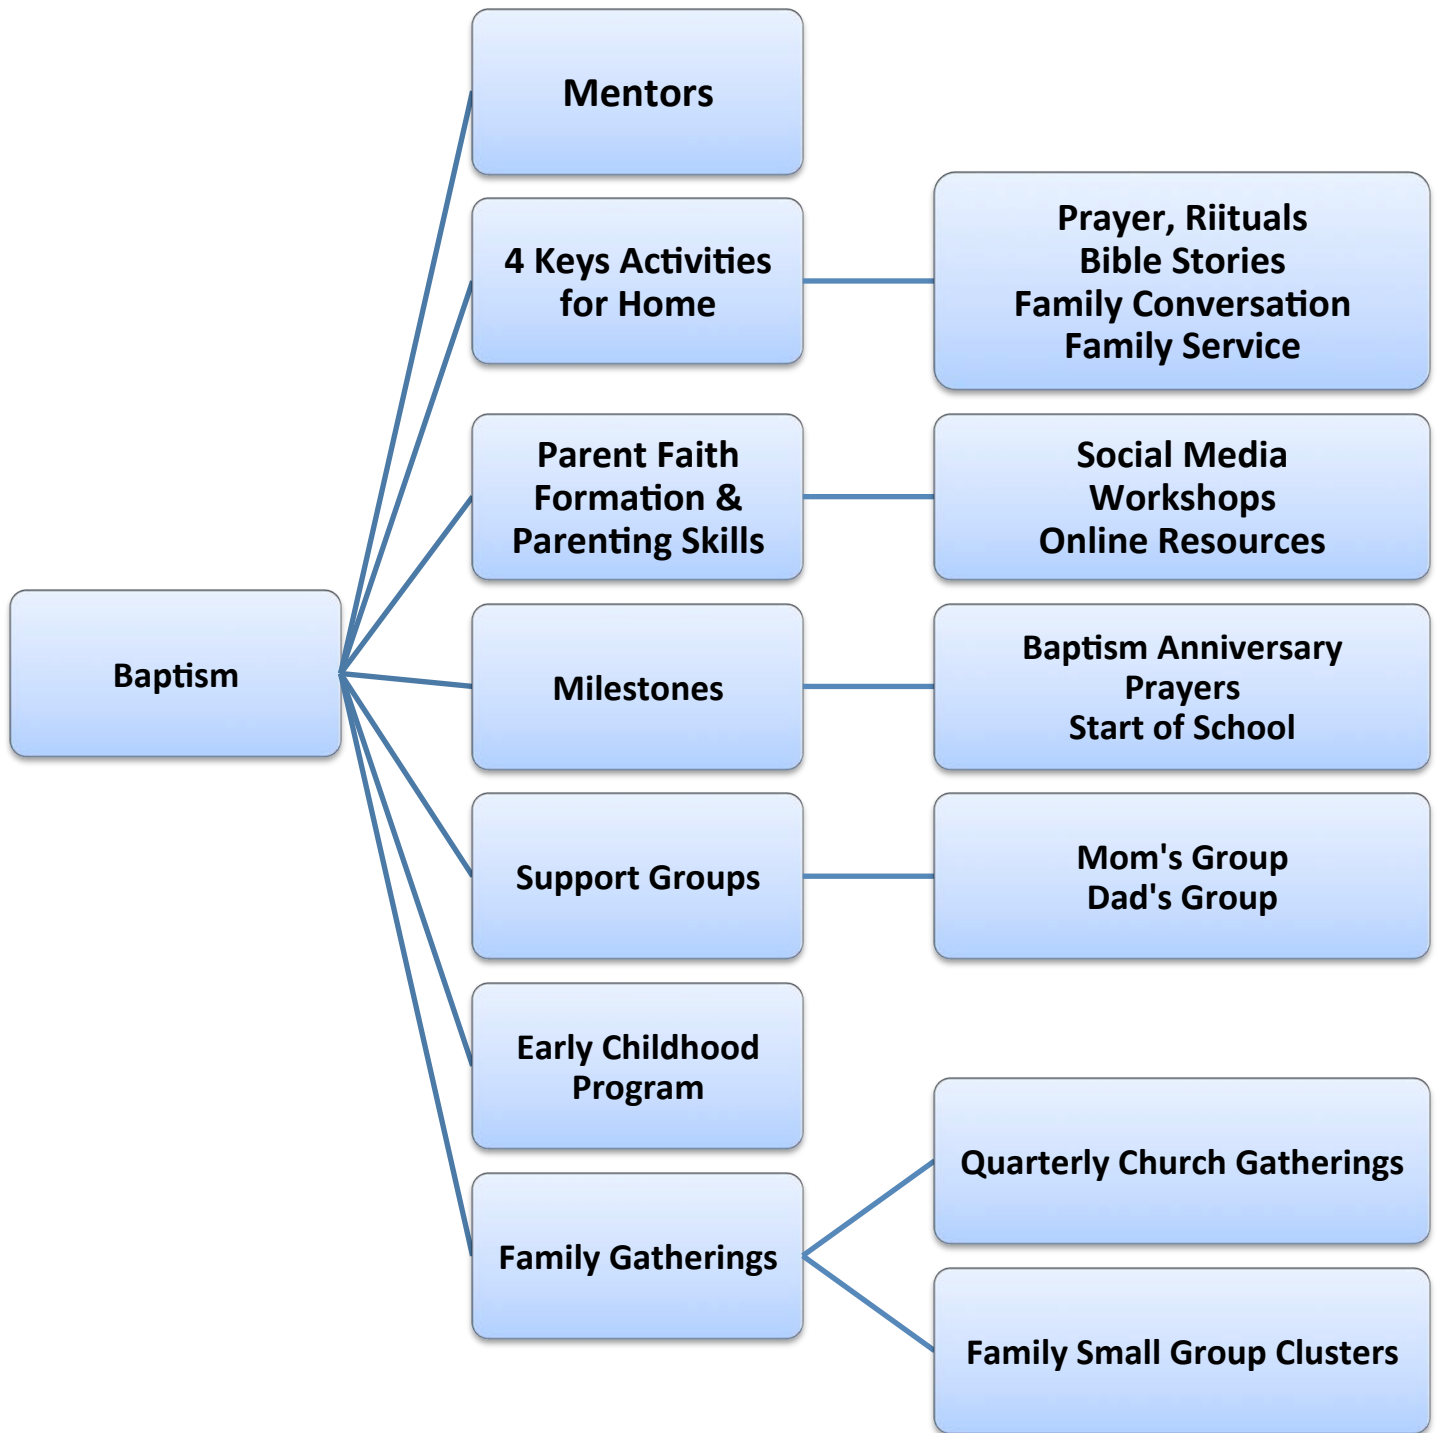 Mentors
4 Keys Activities
for Home
Prayer, Riituals
Bible Stories
Family Conversation
Family Service
Parent Faith
Formation &
Parenting Skills
Social Media
Workshops
Online Resources
Baptism
Milestones
Baptism Anniversary
Prayers
Start of School
Support Groups
Mom's Group
Dad's Group
Early Childhood
Program
Family Gatherings
Quarterly Church Gatherings
Family Small Group Clusters